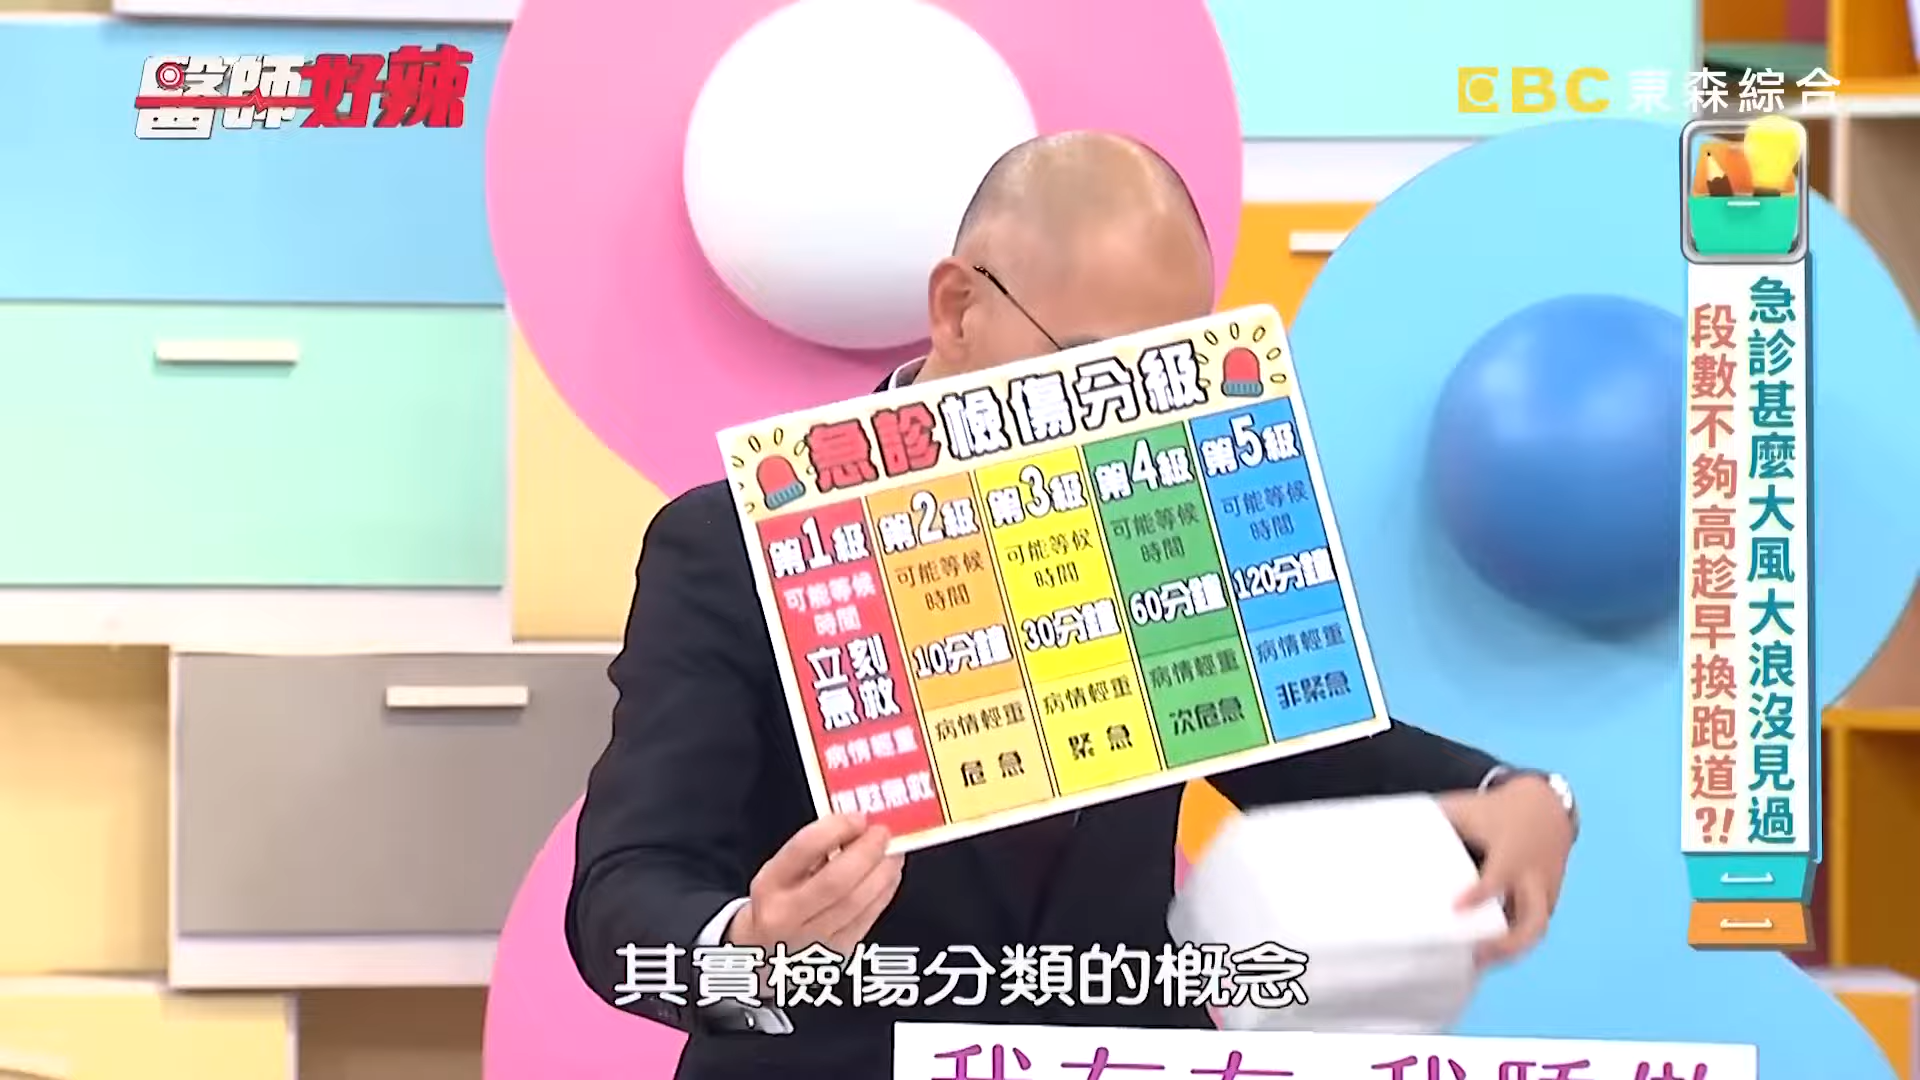 醫師好辣
EBC 東森綜合
急診甚麼大風大浪沒見過
段數不夠高趁早換跑道?!
急診檢傷分級
第1級
可能等候
時間
立刻
急救
病情輕重
復甦急救
第2級
可能等候
時間
10分鐘
病情輕重
危急
第3級
可能等候
時間
30分鐘
病情輕重
緊急
第4級
可能等候
時間
60分鐘
病情輕重
次危急
第5級
可能等候
時間
120分鐘
病情輕重
非緊急
其實檢傷分類的概念